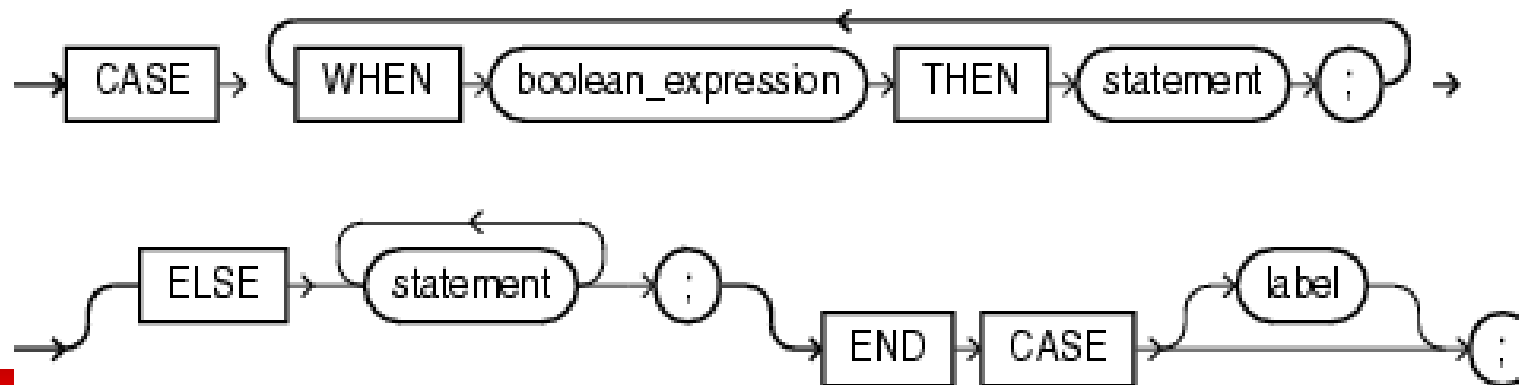 CASE WHEN boolean_expression THEN statement ;
ELSE statement ;
label
END CASE ;